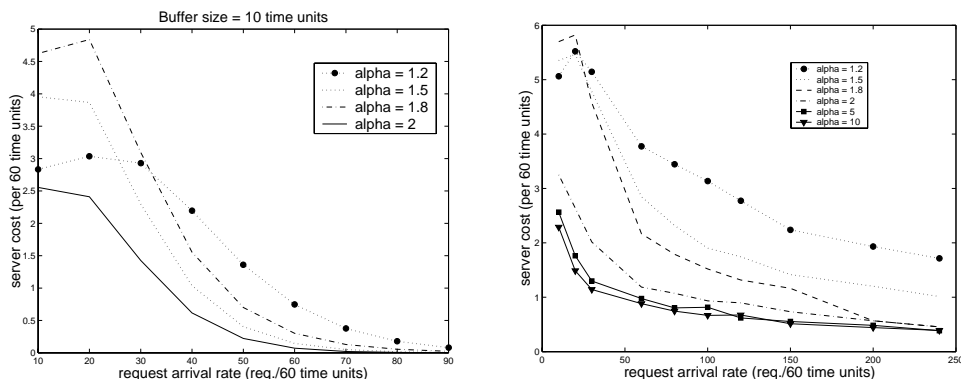 Buffer size = 10 time units
5
4.5
4
3.5
3
2.5
2
1.5
1
0.5
0
10 20 30 40 50 60 70 80 90
server cost (per 60 time units)
request arrival rate (req./60 time units)
alpha = 1.2
alpha = 1.5
alpha = 1.8
alpha = 2
6
5
4
3
2
1
0
0 50 100 150 200 250
server cost (per 60 time units)
request arrival rate (req./60 time units)
alpha = 1.2
alpha = 1.5
alpha = 1.8
alpha = 2
alpha = 5
alpha = 10